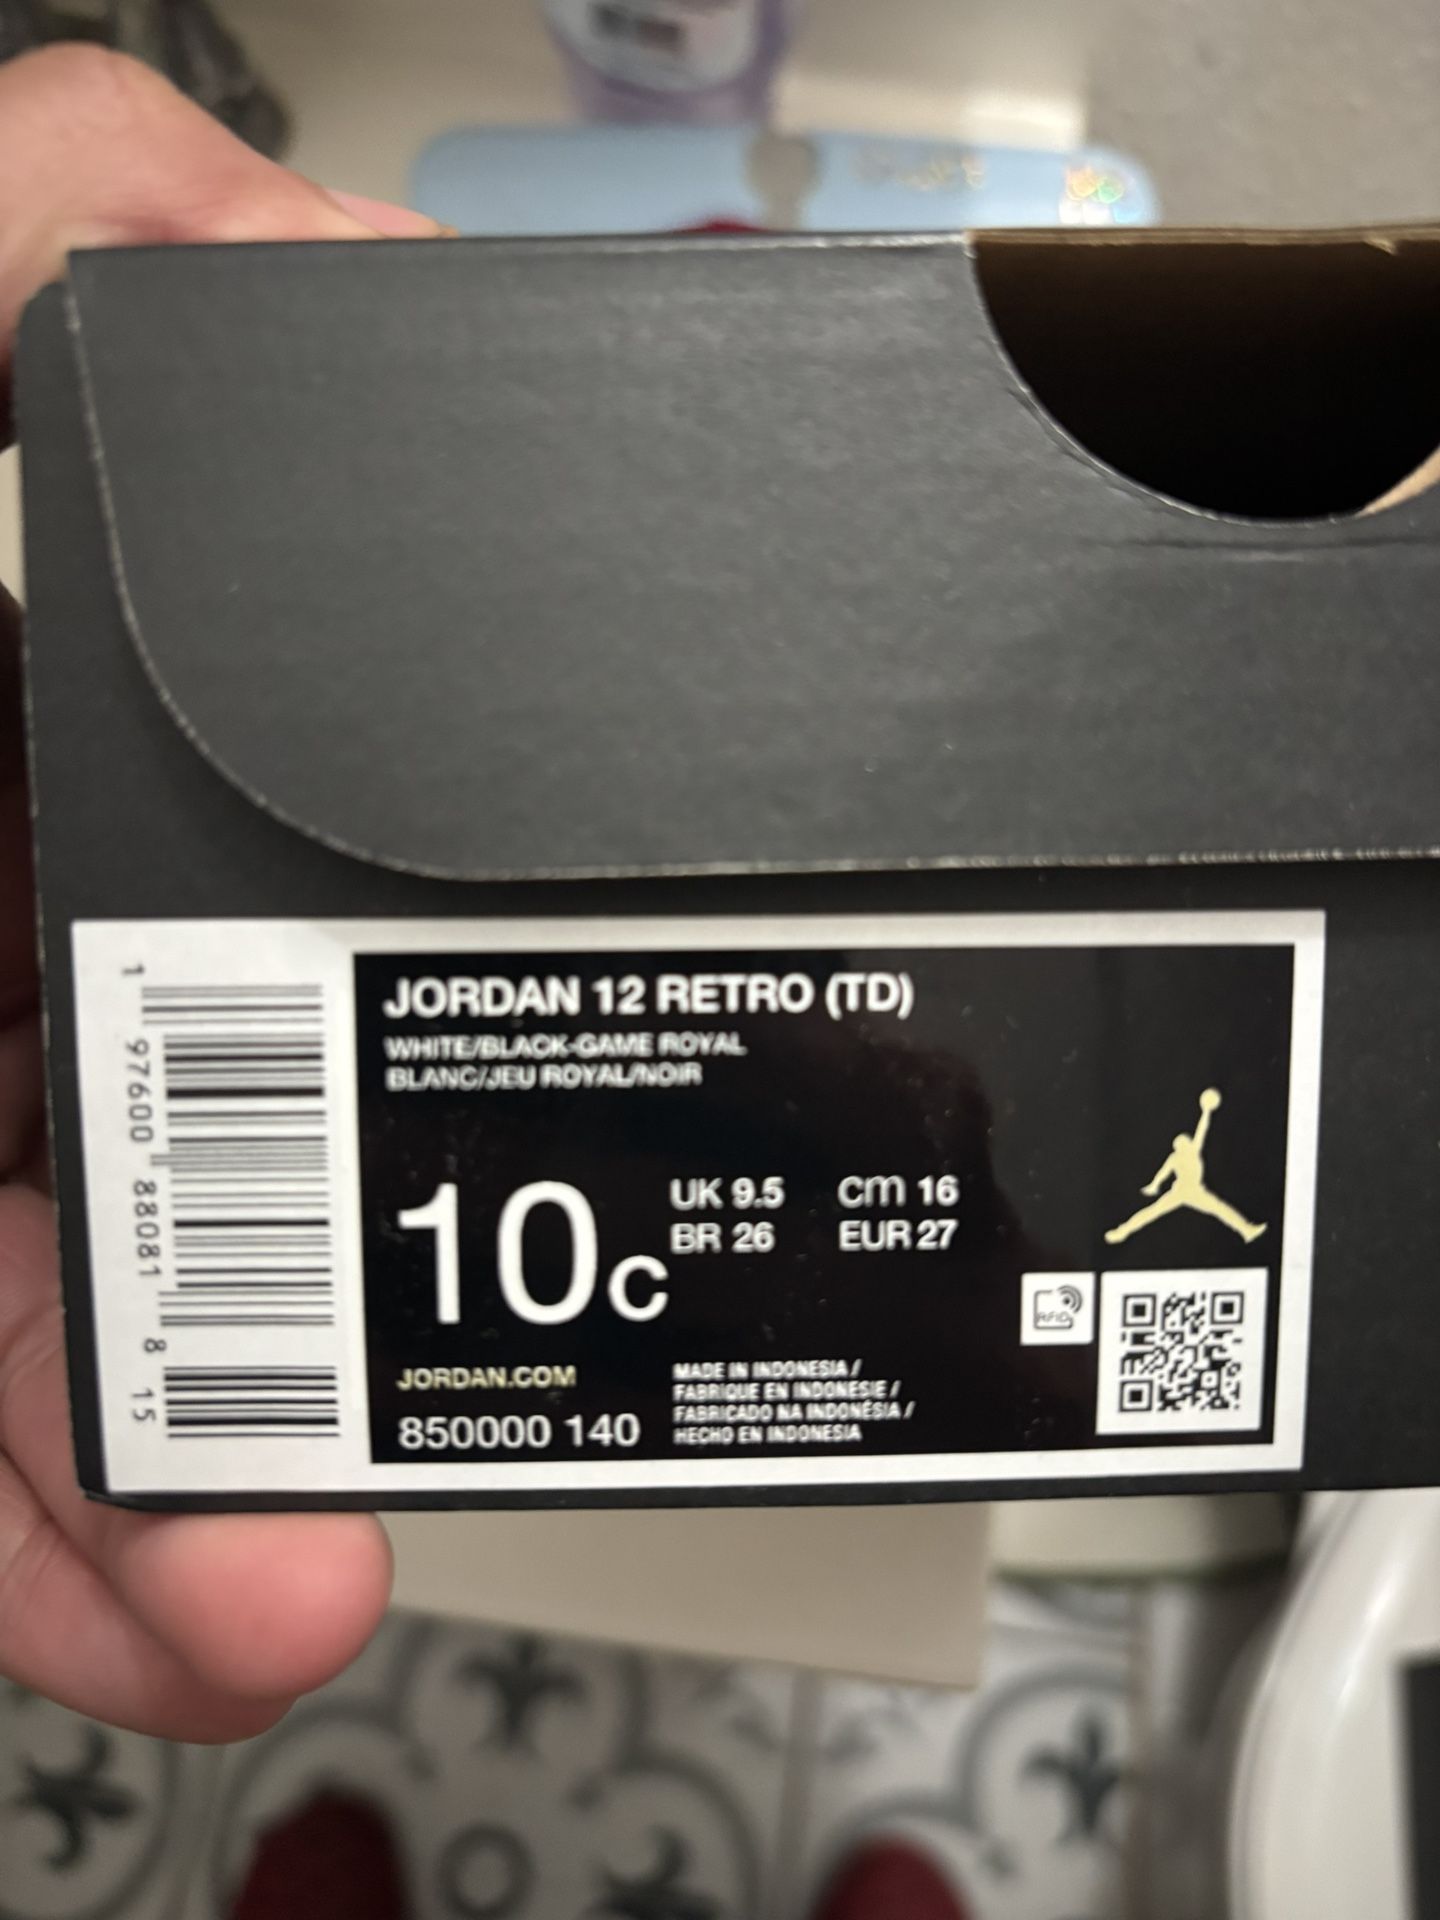 JORDAN 12 RETRO (TD)
WHITE/BLACK-GAME ROYAL
BLANC/JEU ROYAL/NOIR
10c
UK 9.5 cm 16
BR 26 EUR 27
RFID
JORDAN.COM
850000 140
MADE IN INDONESIA /
FABRIQUE EN INDONESIE /
FABRICADO NA INDONÉSIA /
HECHO EN INDONESIA
1 97600 88081 8 15